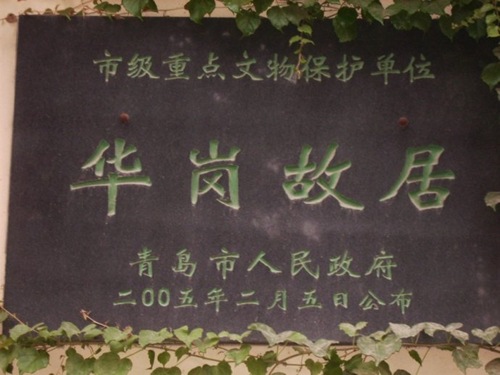 市级重点文物保护单位
华岗故居
青岛市人民政府
二00五年二月五日公布